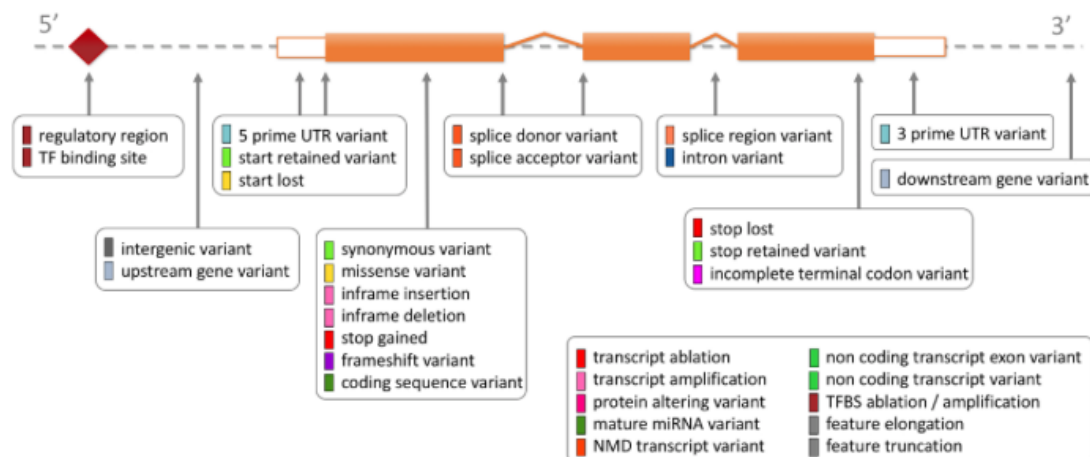 5'
3'
regulatory region
TF binding site
5 prime UTR variant
start retained variant
start lost
splice donor variant
splice acceptor variant
splice region variant
intron variant
3 prime UTR variant
downstream gene variant
intergenic variant
upstream gene variant
synonymous variant
missense variant
inframe insertion
inframe deletion
stop gained
frameshift variant
coding sequence variant
stop lost
stop retained variant
incomplete terminal codon variant
transcript ablation
transcript amplification
protein altering variant
mature miRNA variant
NMD transcript variant
non coding transcript exon variant
non coding transcript variant
TFBS ablation / amplification
feature elongation
feature truncation